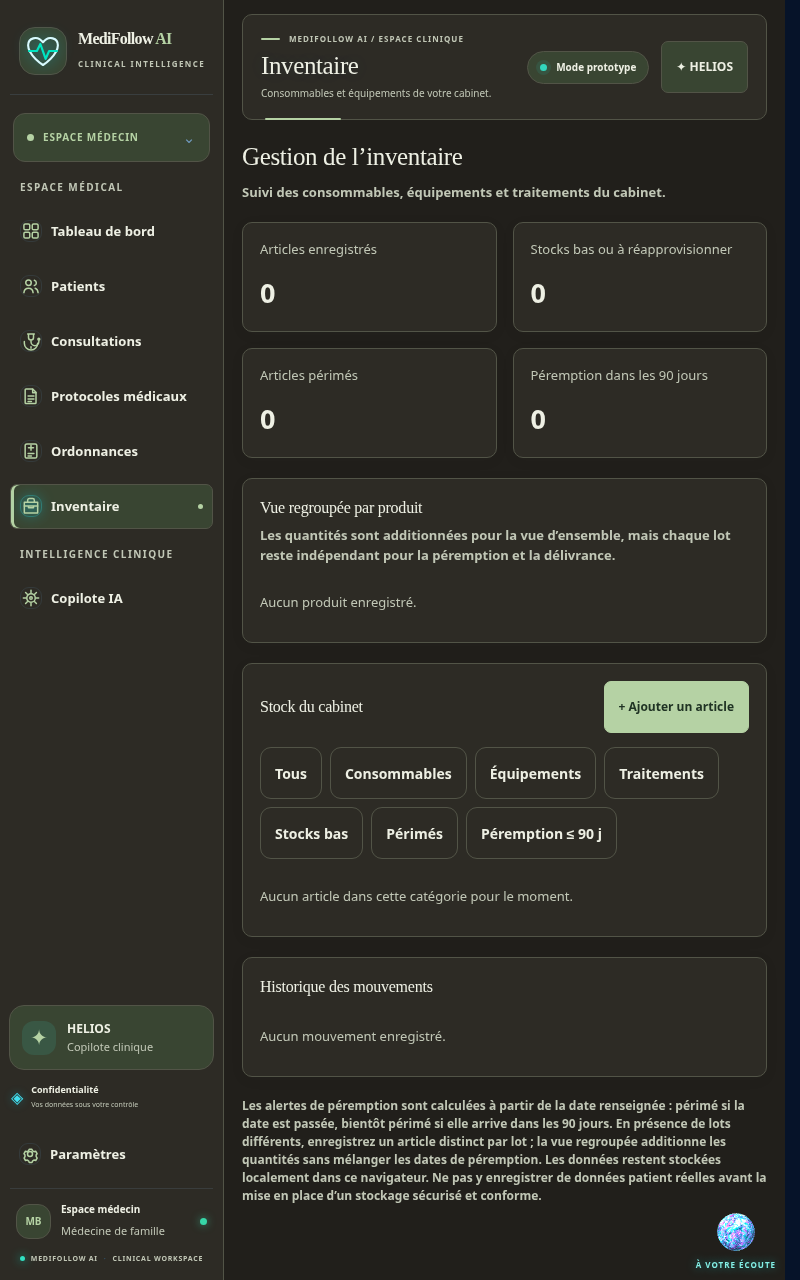 MediFollow AI
CLINICAL INTELLIGENCE
ESPACE MÉDECIN
ESPACE MÉDICAL
Tableau de bord
Patients
Consultations
Protocoles médicaux
Ordonnances
Inventaire
INTELLIGENCE CLINIQUE
Copilote IA
HELIOS
Copilote clinique
Confidentialité
Vos données sous votre contrôle
Paramètres
MB
Espace médecin
Médecine de famille
MEDIFOLLOW AI · CLINICAL WORKSPACE
MEDIFOLLOW AI / ESPACE CLINIQUE
Inventaire
Consommables et équipements de votre cabinet.
Mode prototype
✦ HELIOS
Gestion de l’inventaire
Suivi des consommables, équipements et traitements du cabinet.
Articles enregistrés
0
Stocks bas ou à réapprovisionner
0
Articles périmés
0
Péremption dans les 90 jours
0
Vue regroupée par produit
Les quantités sont additionnées pour la vue d’ensemble, mais chaque lot
reste indépendant pour la péremption et la délivrance.
Aucun produit enregistré.
Stock du cabinet
+ Ajouter un article
Tous
Consommables
Équipements
Traitements
Stocks bas
Périmés
Péremption ≤ 90 j
Aucun article dans cette catégorie pour le moment.
Historique des mouvements
Aucun mouvement enregistré.
Les alertes de péremption sont calculées à partir de la date renseignée : périmé si la
date est passée, bientôt périmé si elle arrive dans les 90 jours. En présence de lots
différents, enregistrez un article distinct par lot ; la vue regroupée additionne les
quantités sans mélanger les dates de péremption. Les données restent stockées
localement dans ce navigateur. Ne pas y enregistrer de données patient réelles avant la
mise en place d’un stockage sécurisé et conforme.
À VOTRE ÉCOUTE